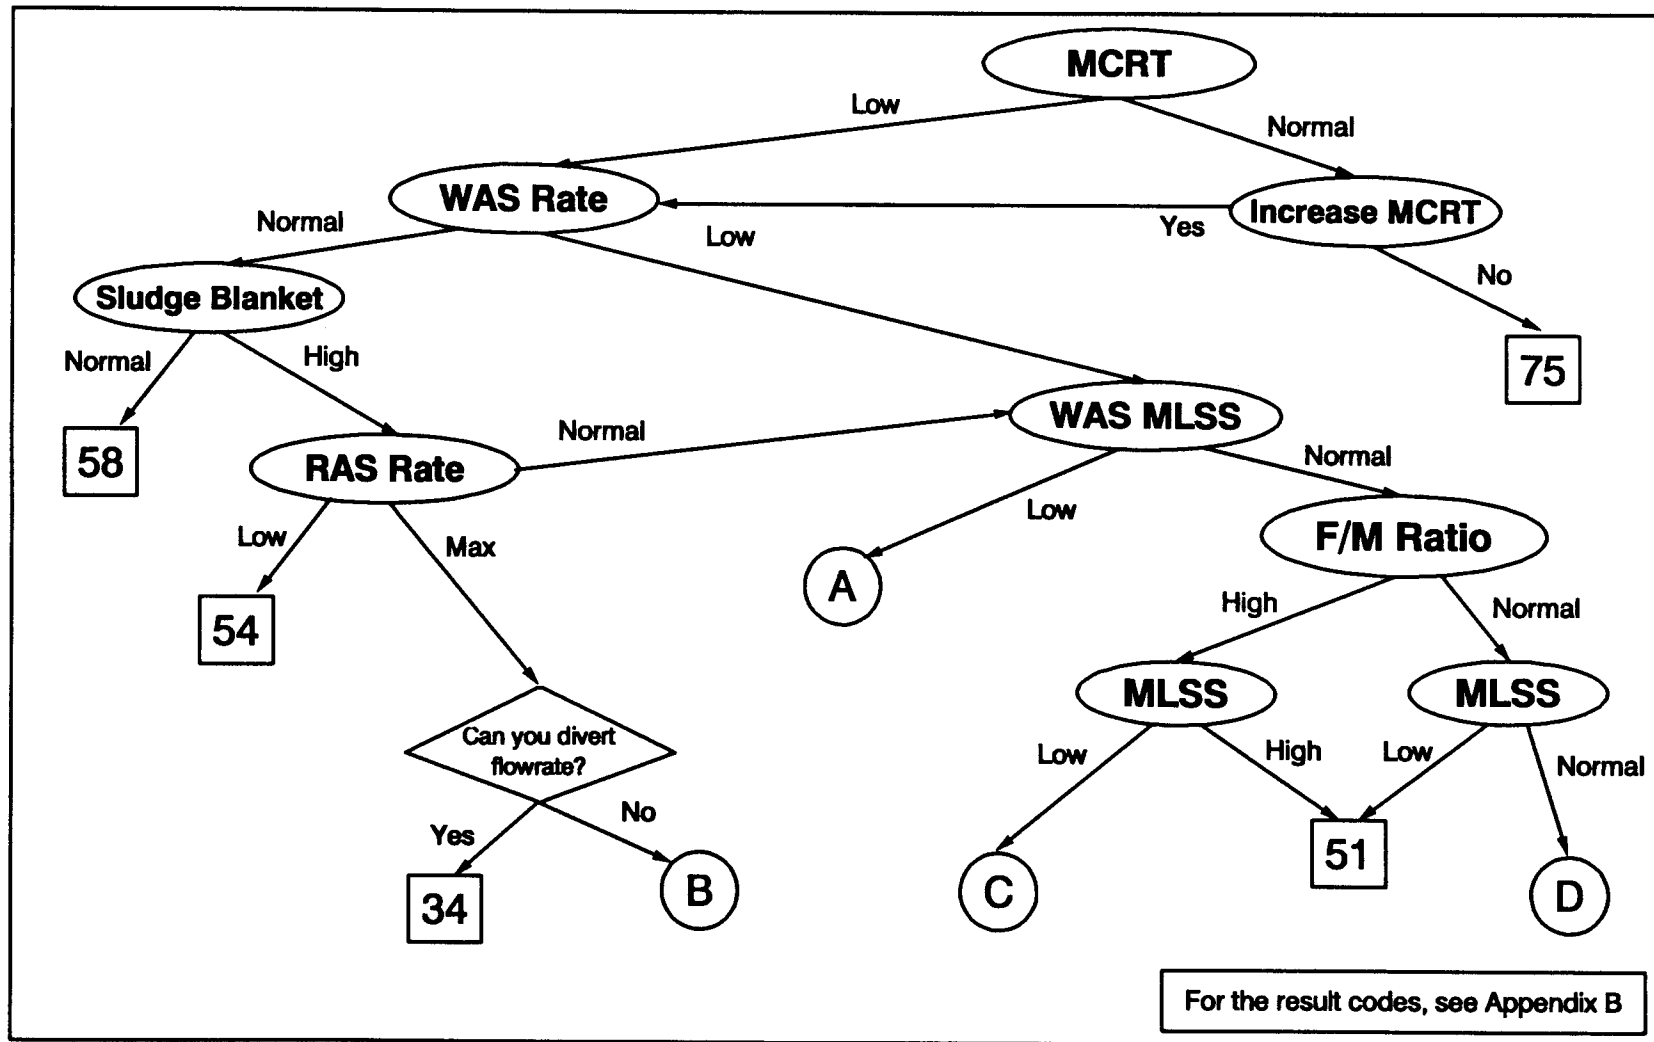 MCRT
Low
Normal
WAS Rate
Increase MCRT
Normal
Low
Yes
No
Sludge Blanket
75
Normal
High
WAS MLSS
58
RAS Rate
Normal
Normal
Low
F/M Ratio
Low
Max
A
High
Normal
54
MLSS
MLSS
Can you divert
flowrate?
Low
High
Low
Normal
Yes
No
34
B
C
51
D
For the result codes, see Appendix B